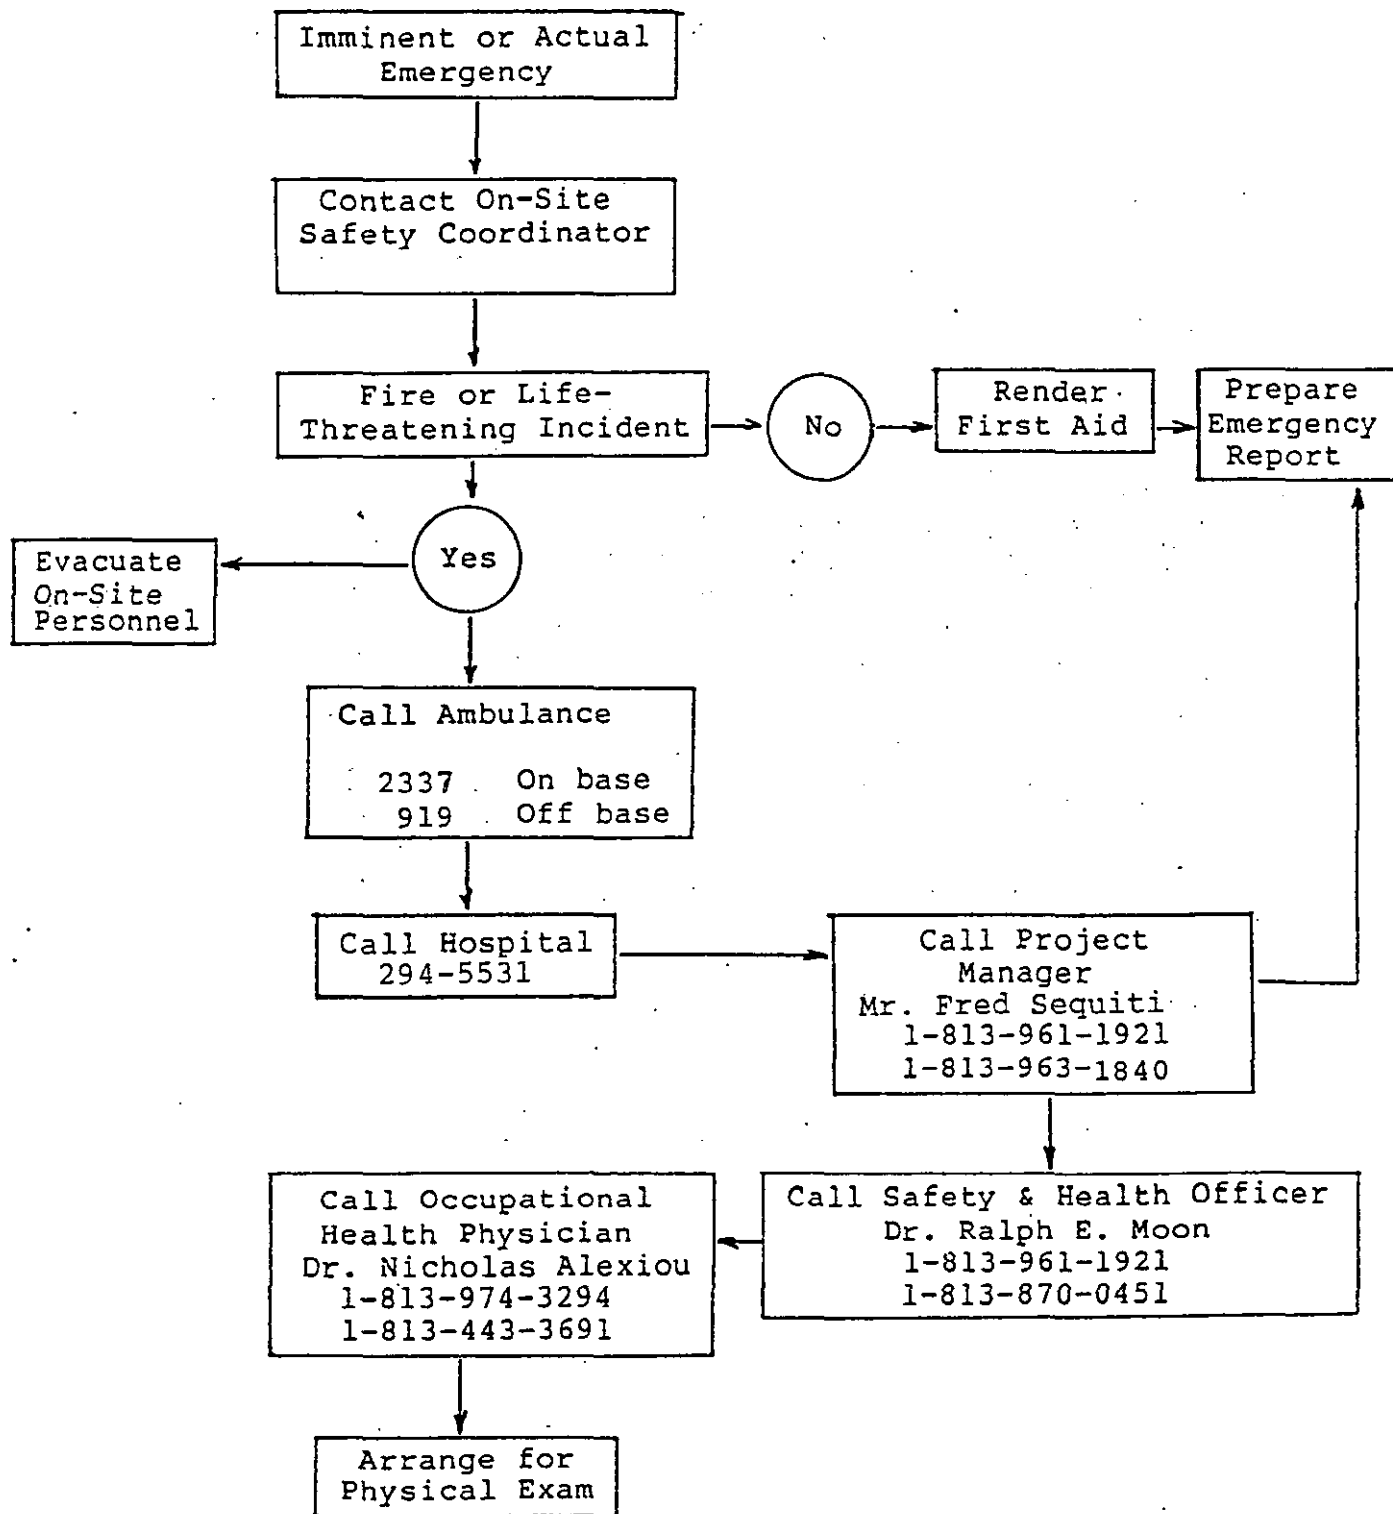 Imminent or Actual
Emergency
Contact On-Site
Safety Coordinator
Fire or Life-
Threatening Incident
No
Render
First Aid
Prepare
Emergency
Report
Yes
Evacuate
On-Site
Personnel
Call Ambulance
2337 On base
919 Off base
Call Hospital
294-5531
Call Project
Manager
Mr. Fred Sequiti
1-813-961-1921
1-813-963-1840
Call Safety & Health Officer
Dr. Ralph E. Moon
1-813-961-1921
1-813-870-0451
Call Occupational
Health Physician
Dr. Nicholas Alexiou
1-813-974-3294
1-813-443-3691
Arrange for
Physical Exam